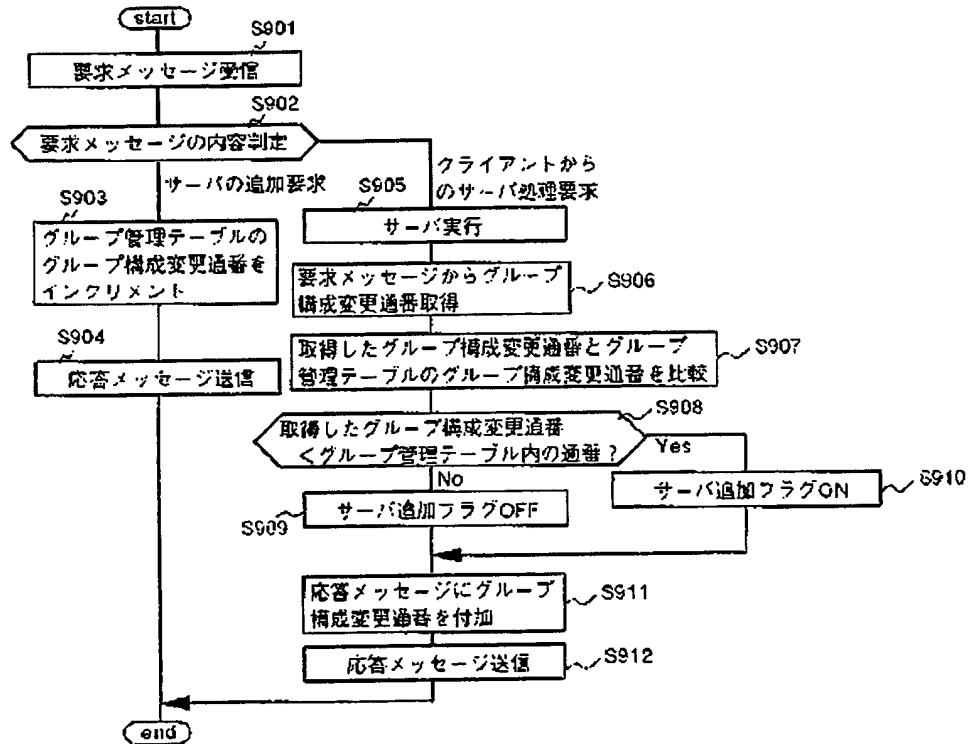 start
S901
要求メッセージ受信
S902
要求メッセージの内容判定
サーバの追加要求
クライアントから
のサーバ処理要求
S903
グループ管理テーブルの
グループ構成変更通番を
インクリメント
S904
応答メッセージ送信
S905
サーバ実行
要求メッセージからグループ
構成変更通番取得
S906
取得したグループ構成変更通番とグループ
管理テーブルのグループ構成変更通番を比較
S907
S908
取得したグループ構成変更通番
<グループ管理テーブル内の通番?
Yes
No
サーバ追加フラグON
S910
S909
サーバ追加フラグOFF
応答メッセージにグループ
構成変更通番を付加
S911
応答メッセージ送信
S912
end